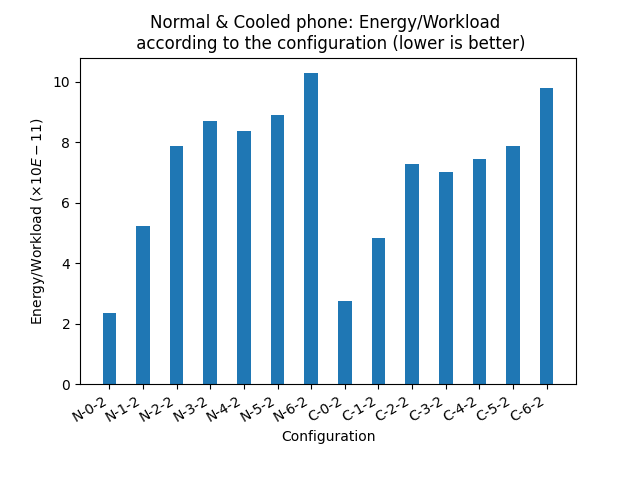 Normal & Cooled phone: Energy/Workload
according to the configuration (lower is better)
Energy/Workload (×10E − 11)
10
8
6
4
2
0
N-0-2
N-1-2
N-2-2
N-3-2
N-4-2
N-5-2
N-6-2
C-0-2
C-1-2
C-2-2
C-3-2
C-4-2
C-5-2
C-6-2
Configuration